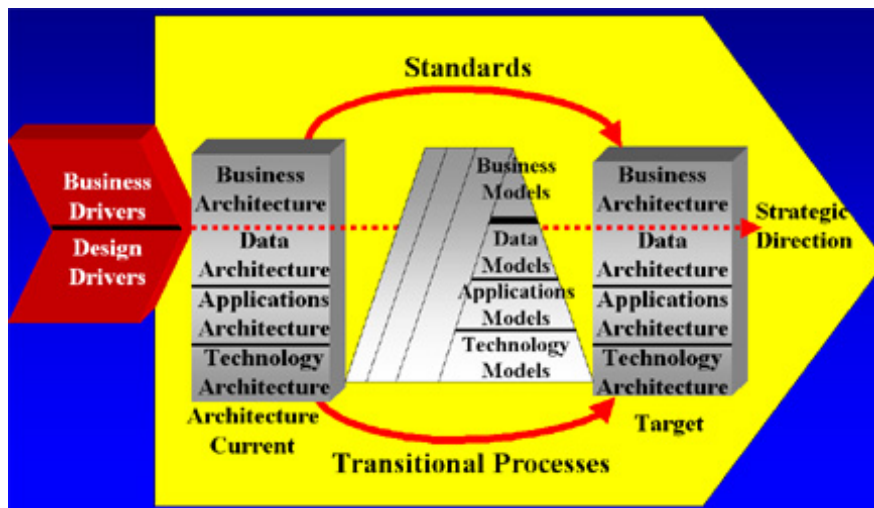 Standards
Business
Drivers
Design
Drivers
Business
Architecture
Data
Architecture
Applications
Architecture
Technology
Architecture
Architecture
Current
Business
Models
Data
Models
Applications
Models
Technology
Models
Business
Architecture
Data
Architecture
Applications
Architecture
Technology
Architecture
Target
Strategic
Direction
Transitional Processes